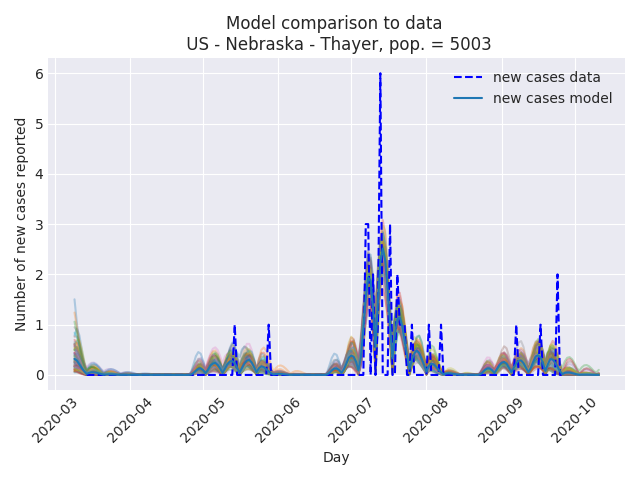 Model comparison to data
US - Nebraska - Thayer, pop. = 5003
new cases data
new cases model
Number of new cases reported
6
5
4
3
2
1
0
2020-03
2020-04
2020-05
2020-06
2020-07
2020-08
2020-09
2020-10
Day